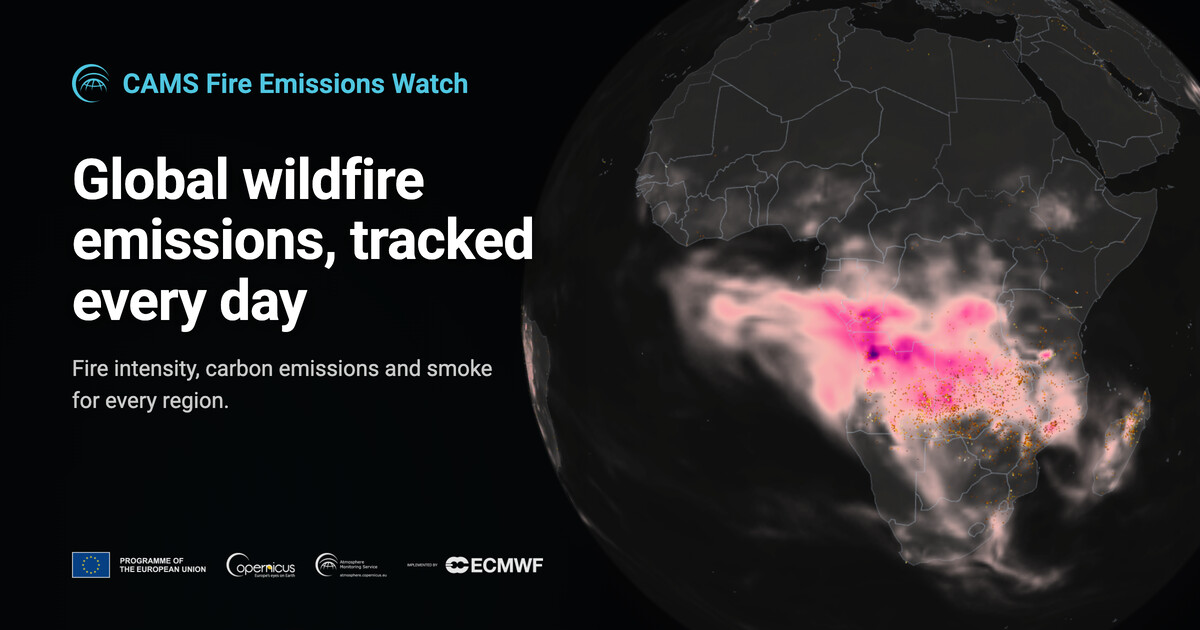 CAMS Fire Emissions Watch
Global wildfire
emissions, tracked
every day
Fire intensity, carbon emissions and smoke
for every region.
PROGRAMME OF
THE EUROPEAN UNION
Copernicus
Europe's eyes on Earth
Atmosphere
Monitoring Service
atmosphere.copernicus.eu
IMPLEMENTED BY
ECMWF